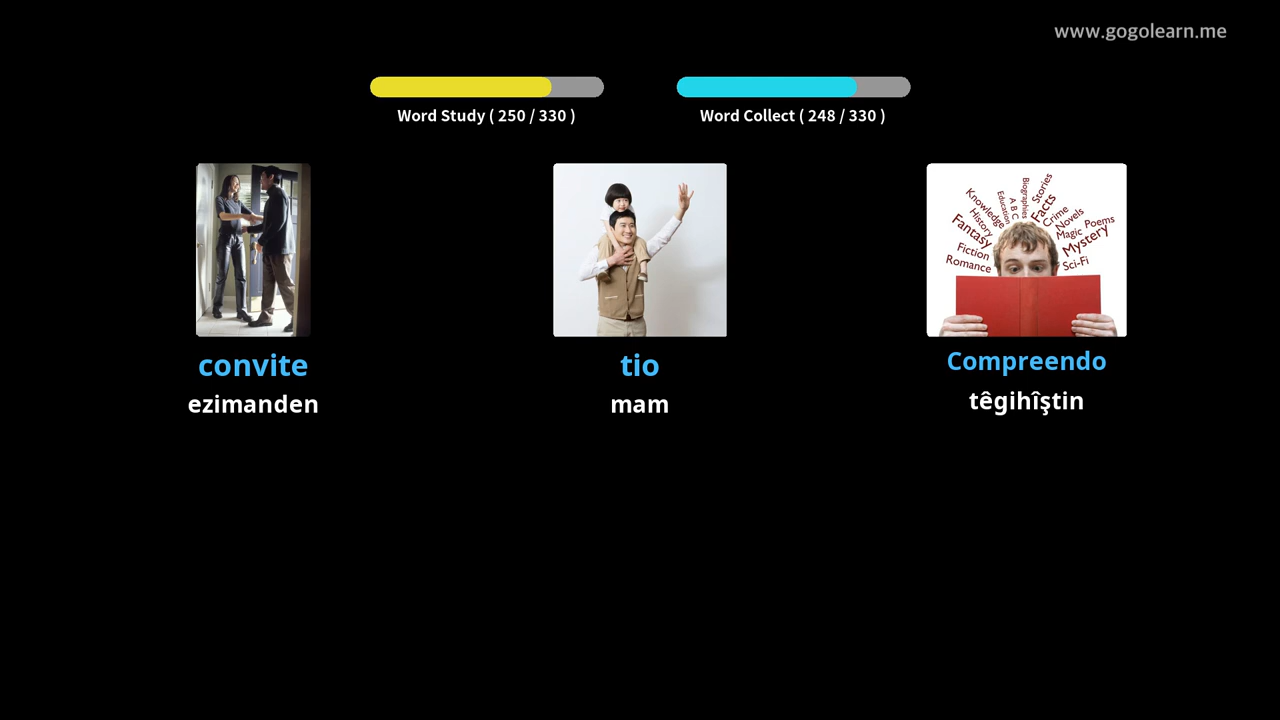 www.gogolearn.me
Word Study ( 250 / 330 )
Word Collect ( 248 / 330 )
Knowledge
History
Fantasy
Fiction
Romance
Education
A B C
Biographies
Stories
Facts
Crime
Novels
Magic
Poems
Mystery
Sci-Fi
convite
tio
Compreendo
ezimanden
mam
têgihîştin